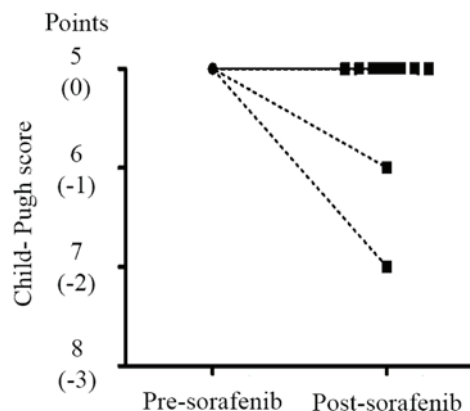 Points
5
(0)
6
(-1)
7
(-2)
8
(-3)
Child- Pugh score
Pre-sorafenib Post-sorafenib